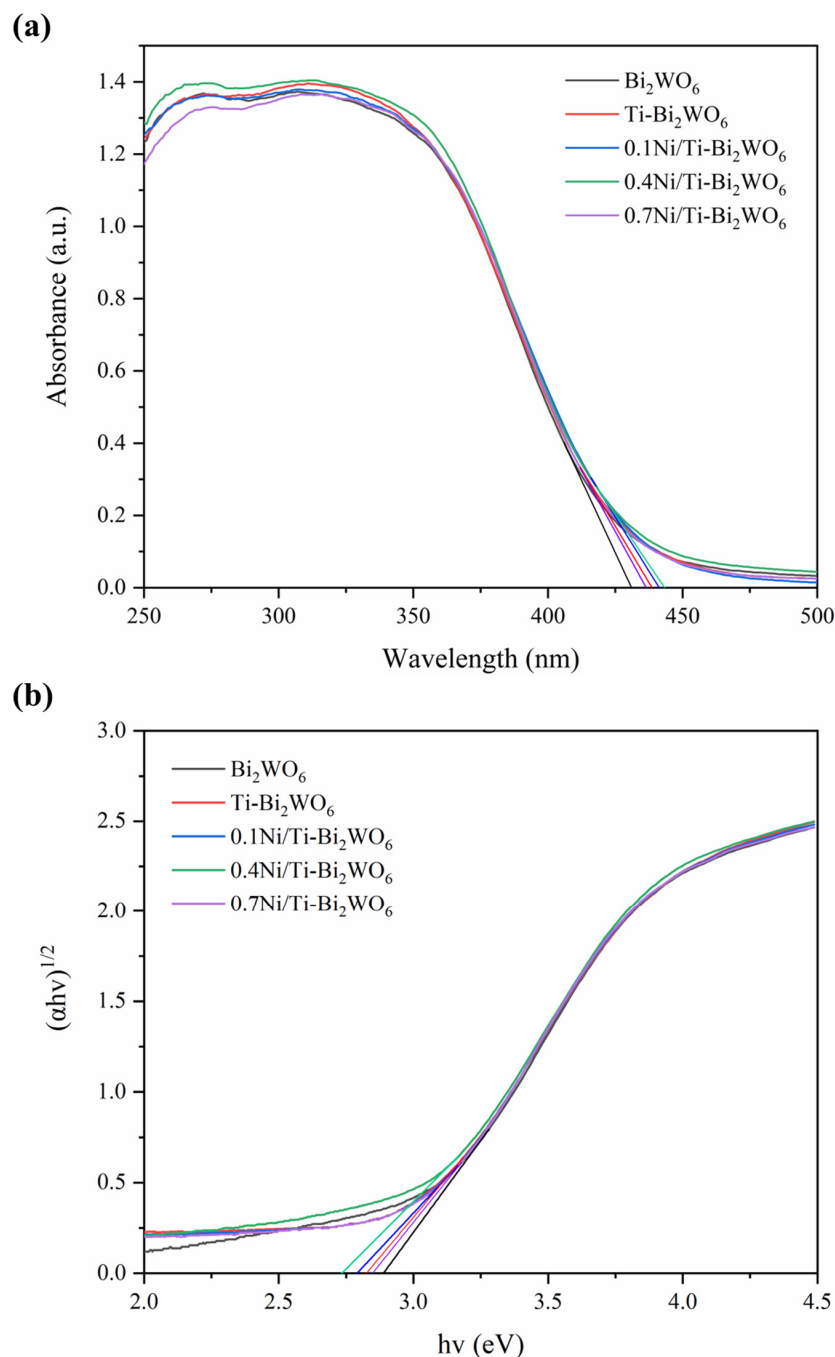 (a)
Absorbance (a.u.)
1.4
1.2
1.0
0.8
0.6
0.4
0.2
0.0
Bi₂WO₆
Ti-Bi₂WO₆
0.1Ni/Ti-Bi₂WO₆
0.4Ni/Ti-Bi₂WO₆
0.7Ni/Ti-Bi₂WO₆
250 300 350 400 450 500
Wavelength (nm)
(b)
(αhν)¹/²
3.0
2.5
2.0
1.5
1.0
0.5
0.0
Bi₂WO₆
Ti-Bi₂WO₆
0.1Ni/Ti-Bi₂WO₆
0.4Ni/Ti-Bi₂WO₆
0.7Ni/Ti-Bi₂WO₆
2.0 2.5 3.0 3.5 4.0 4.5
hν (eV)